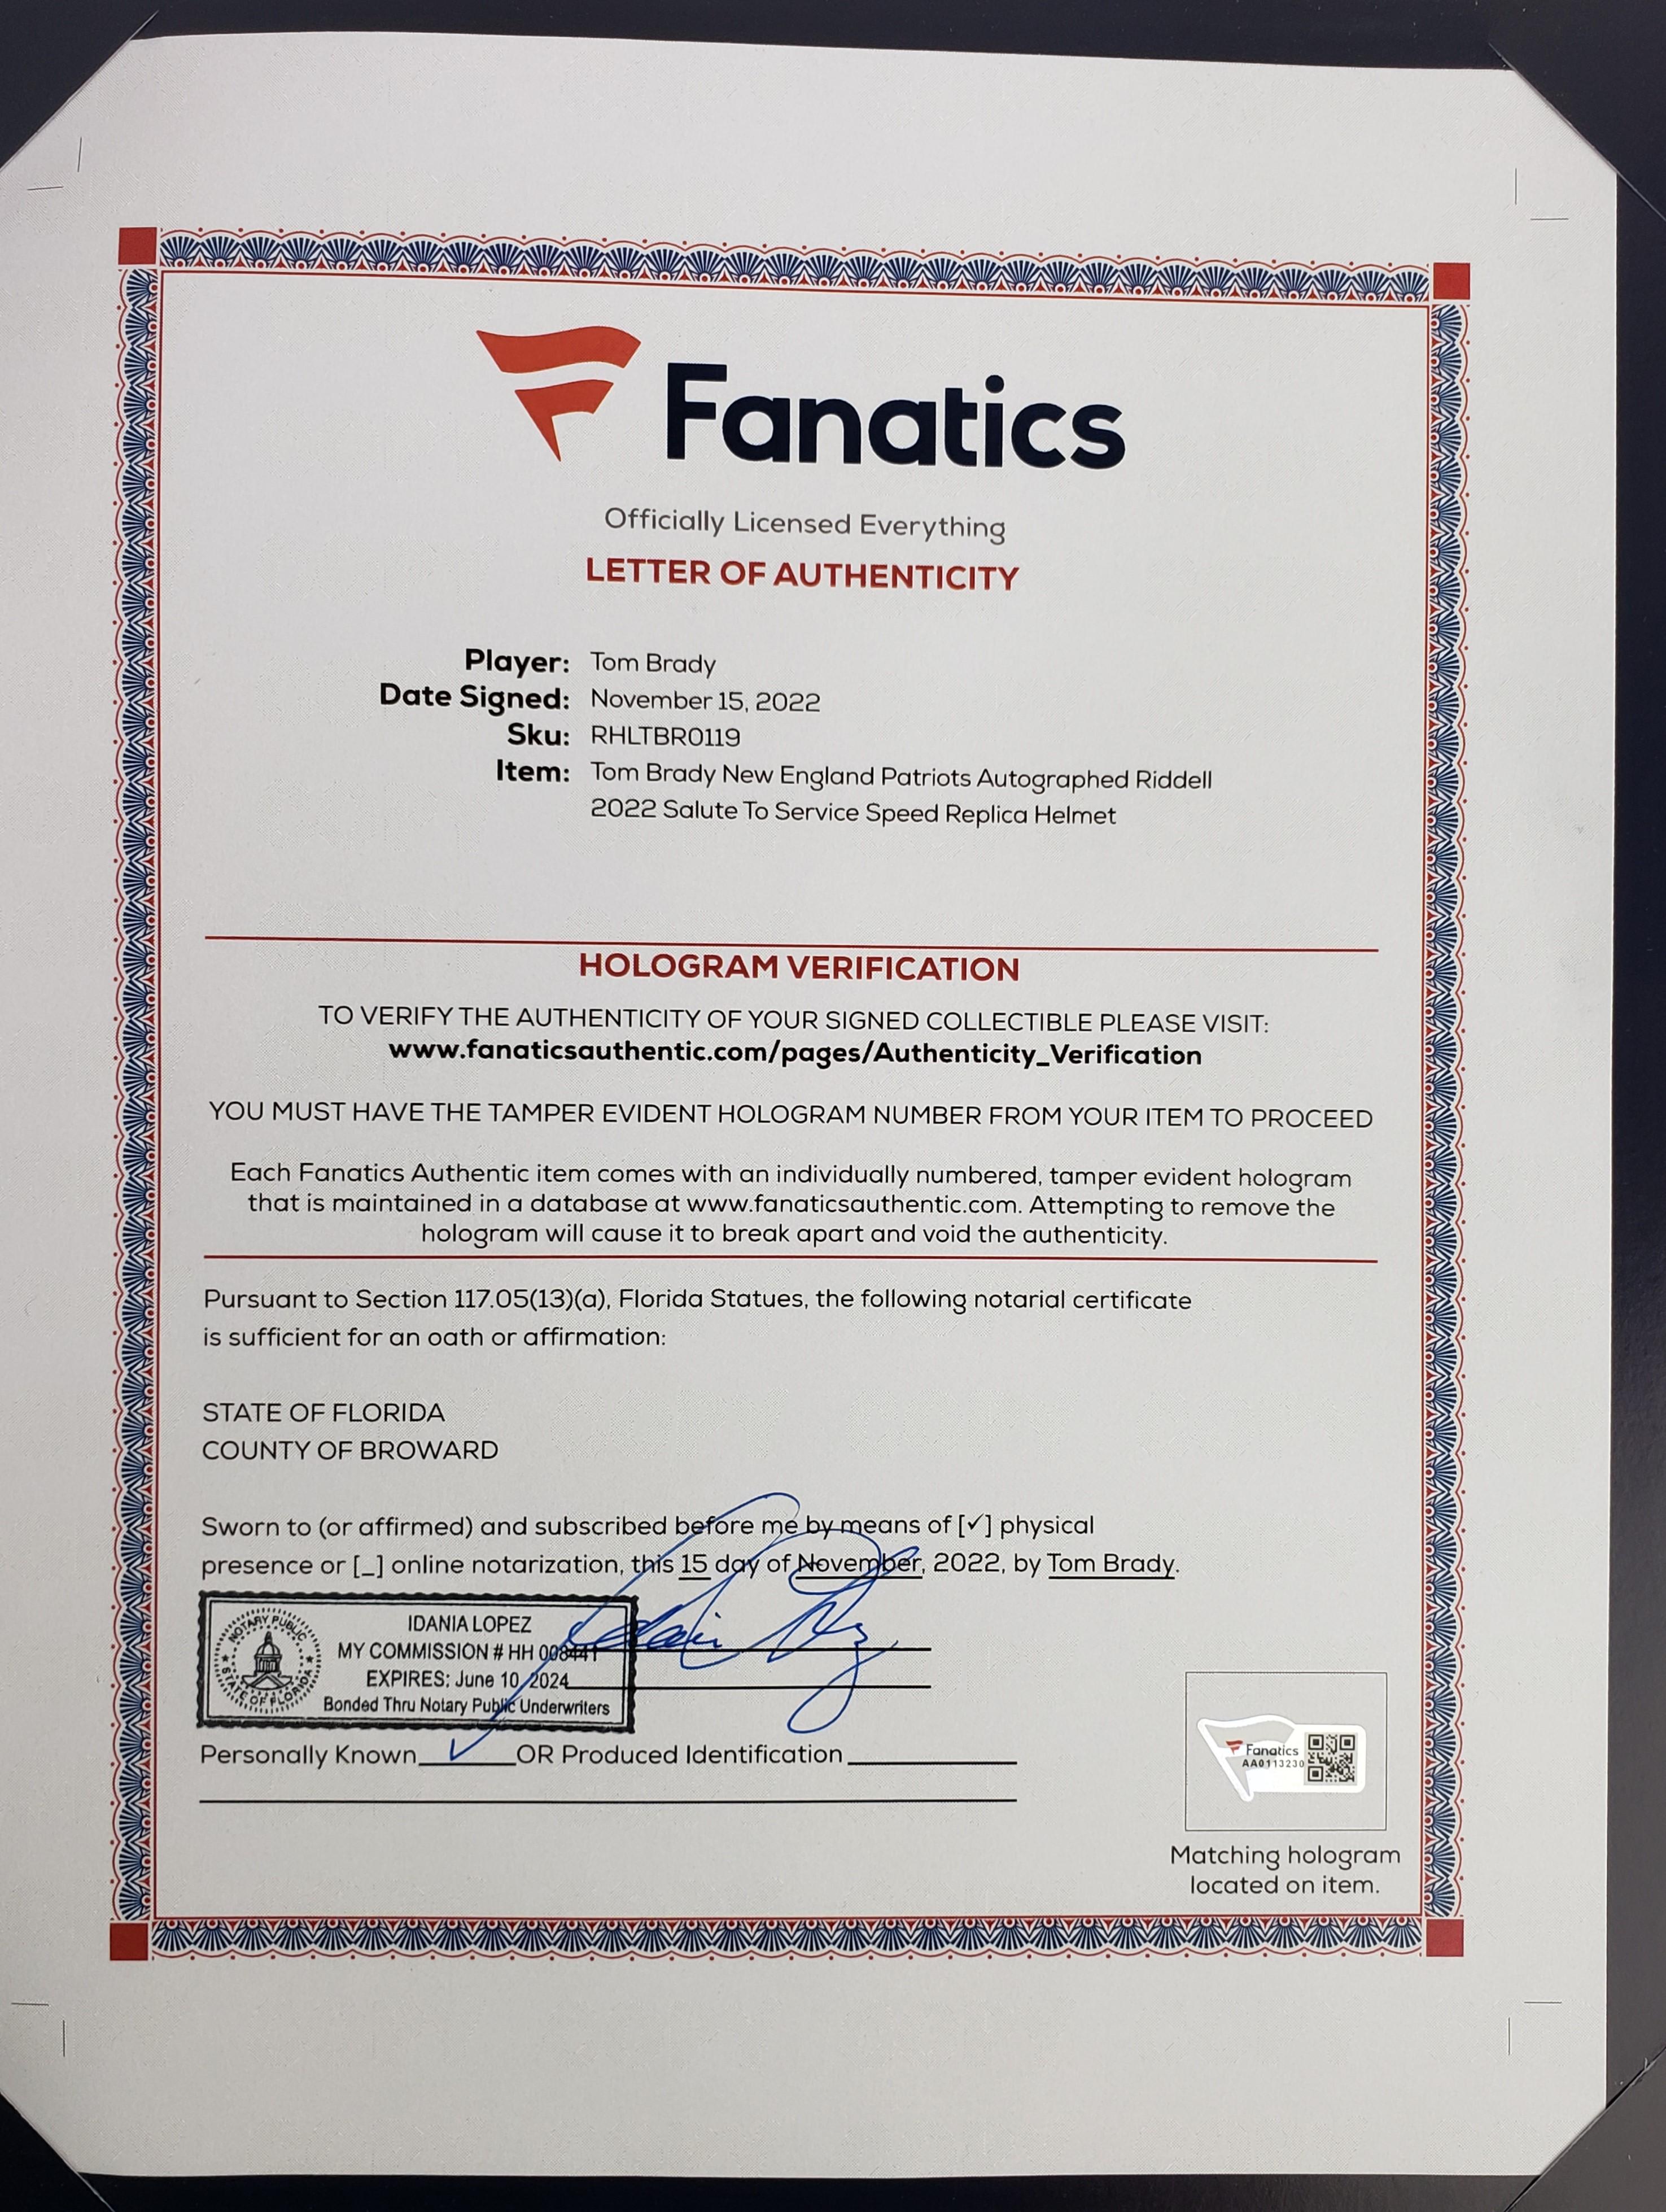 Fanatics
Officially Licensed Everything
LETTER OF AUTHENTICITY
Player: Tom Brady
Date Signed: November 15, 2022
Sku: RHLTBR0119
Item: Tom Brady New England Patriots Autographed Riddell
2022 Salute To Service Speed Replica Helmet
HOLOGRAM VERIFICATION
TO VERIFY THE AUTHENTICITY OF YOUR SIGNED COLLECTIBLE PLEASE VISIT:
www.fanaticsauthentic.com/pages/Authenticity_Verification
YOU MUST HAVE THE TAMPER EVIDENT HOLOGRAM NUMBER FROM YOUR ITEM TO PROCEED
Each Fanatics Authentic item comes with an individually numbered, tamper evident hologram
that is maintained in a database at www.fanaticsauthentic.com. Attempting to remove the
hologram will cause it to break apart and void the authenticity.
Pursuant to Section 117.05(13)(a), Florida Statues, the following notarial certificate
is sufficient for an oath or affirmation:
STATE OF FLORIDA
COUNTY OF BROWARD
Sworn to (or affirmed) and subscribed before me by means of [✓] physical
presence or [_] online notarization, this 15 day of November, 2022, by Tom Brady.
NOTARY PUBLIC
STATE OF FLORIDA
IDANIA LOPEZ
MY COMMISSION # HH 008441
EXPIRES: June 10, 2024
Bonded Thru Notary Public Underwriters
Personally Known ✓ OR Produced Identification
Fanatics
AA0113230
Matching hologram
located on item.